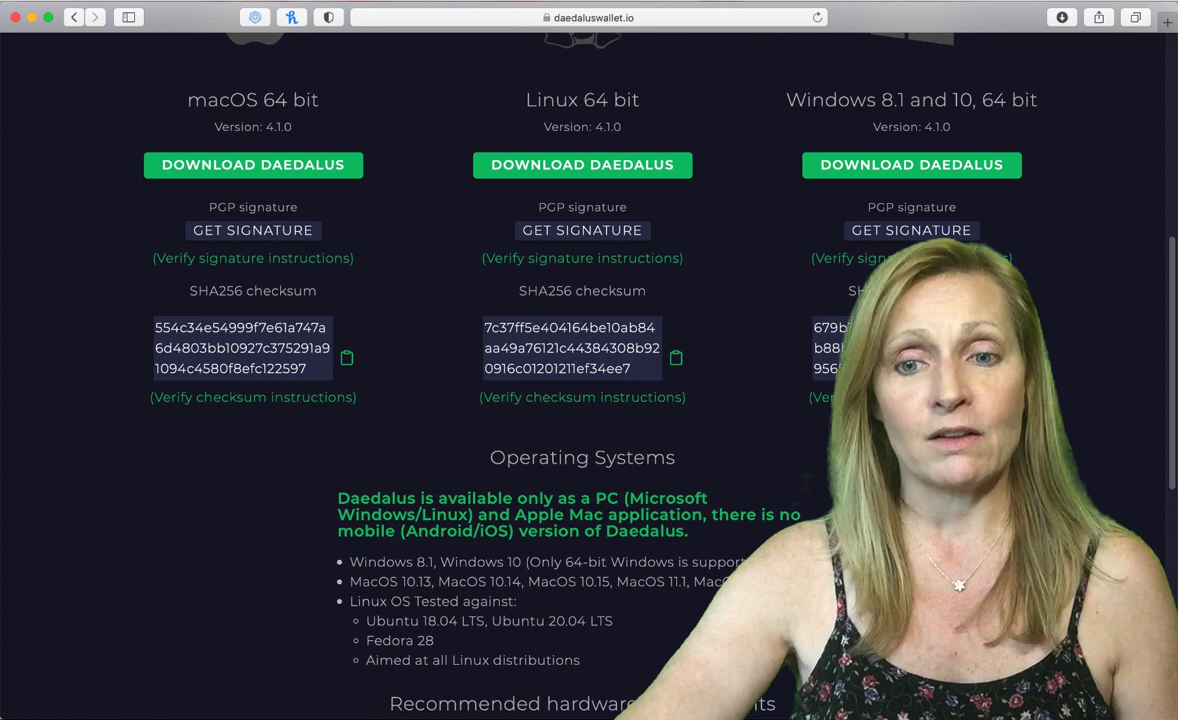 daedaluswallet.io
macOS 64 bit
Version: 4.1.0
DOWNLOAD DAEDALUS
PGP signature
GET SIGNATURE
(Verify signature instructions)
SHA256 checksum
554c34e54999f7e61a747a
6d4803bb10927c375291a9
1094c4580f8efc122597
(Verify checksum instructions)
Linux 64 bit
Version: 4.1.0
DOWNLOAD DAEDALUS
PGP signature
GET SIGNATURE
(Verify signature instructions)
SHA256 checksum
7c37ff5e404164be10ab84
aa49a76121c44384308b92
0916c01201211ef34ee7
(Verify checksum instructions)
Windows 8.1 and 10, 64 bit
Version: 4.1.0
DOWNLOAD DAEDALUS
PGP signature
GET SIGNATURE
(Verify
Operating Systems
Daedalus is available only as a PC (Microsoft
Windows/Linux) and Apple Mac application, there is no
mobile (Android/iOS) version of Daedalus.
Windows 8.1, Windows 10 (Only 64-bit Windows is
MacOS 10.13, MacOS 10.14, MacOS 10.15, MacOS 11.1,
Linux OS Tested against:
Ubuntu 18.04 LTS, Ubuntu 20.04 LTS
Fedora 28
Aimed at all Linux distributions
Recommended